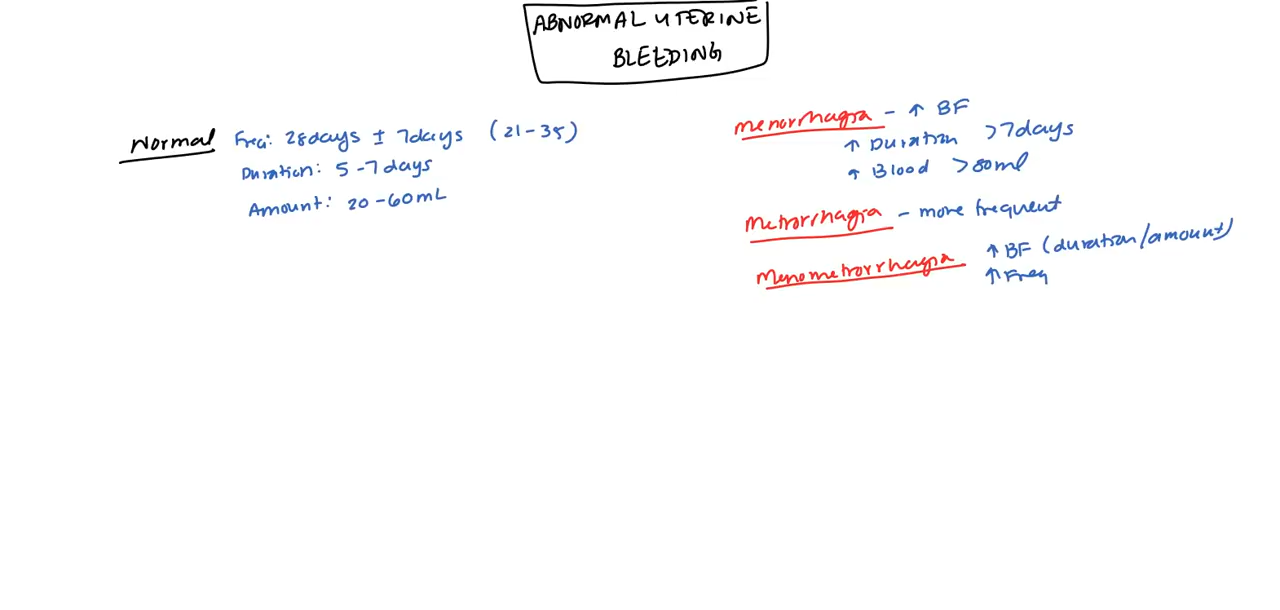 ABNORMAL UTERINE
BLEEDING
Normal Freq: 28days ± 7days (21-35)
Duration: 5-7days
Amount: 20-60mL
Menorrhagia - ↑ BF
↑ Duration >7days
↑ Blood >80ml
Metrorrhagia - more frequent
Menometrorrhagia ↑ BF (duration/amount)
↑ Freq